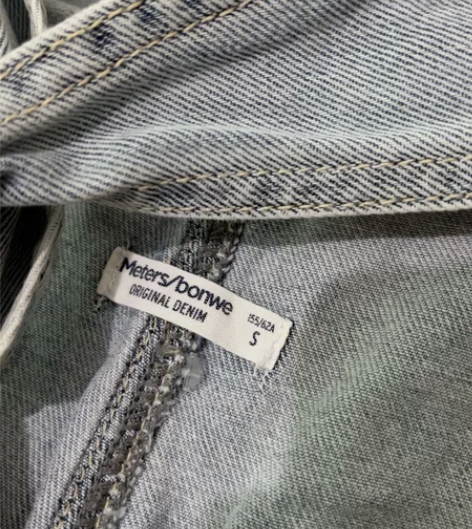 Meters/bonwe
ORIGINAL DENIM
155/62A
S